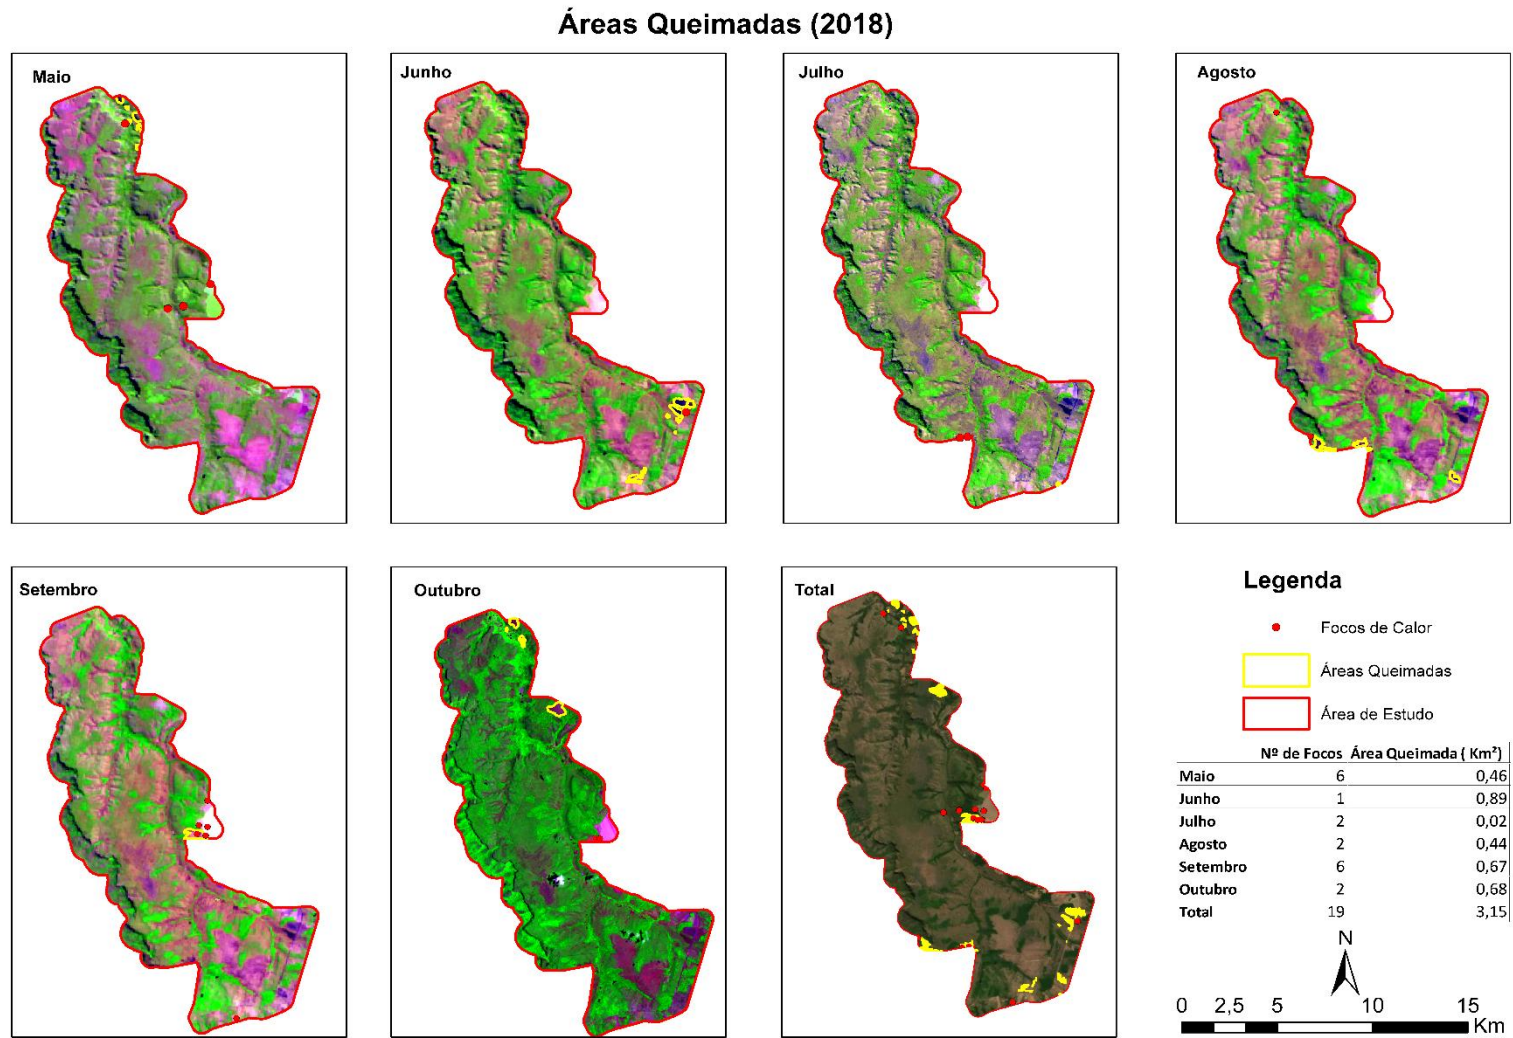 Áreas Queimadas (2018)
Maio
Junho
Julho
Agosto
Setembro
Outubro
Total
Legenda
Focos de Calor
Áreas Queimadas
Área de Estudo
Nº de Focos Área Queimada ( Km²)
Maio 6 0,46
Junho 1 0,89
Julho 2 0,02
Agosto 2 0,44
Setembro 6 0,67
Outubro 2 0,68
Total 19 3,15
N
0 2,5 5 10 15
Km